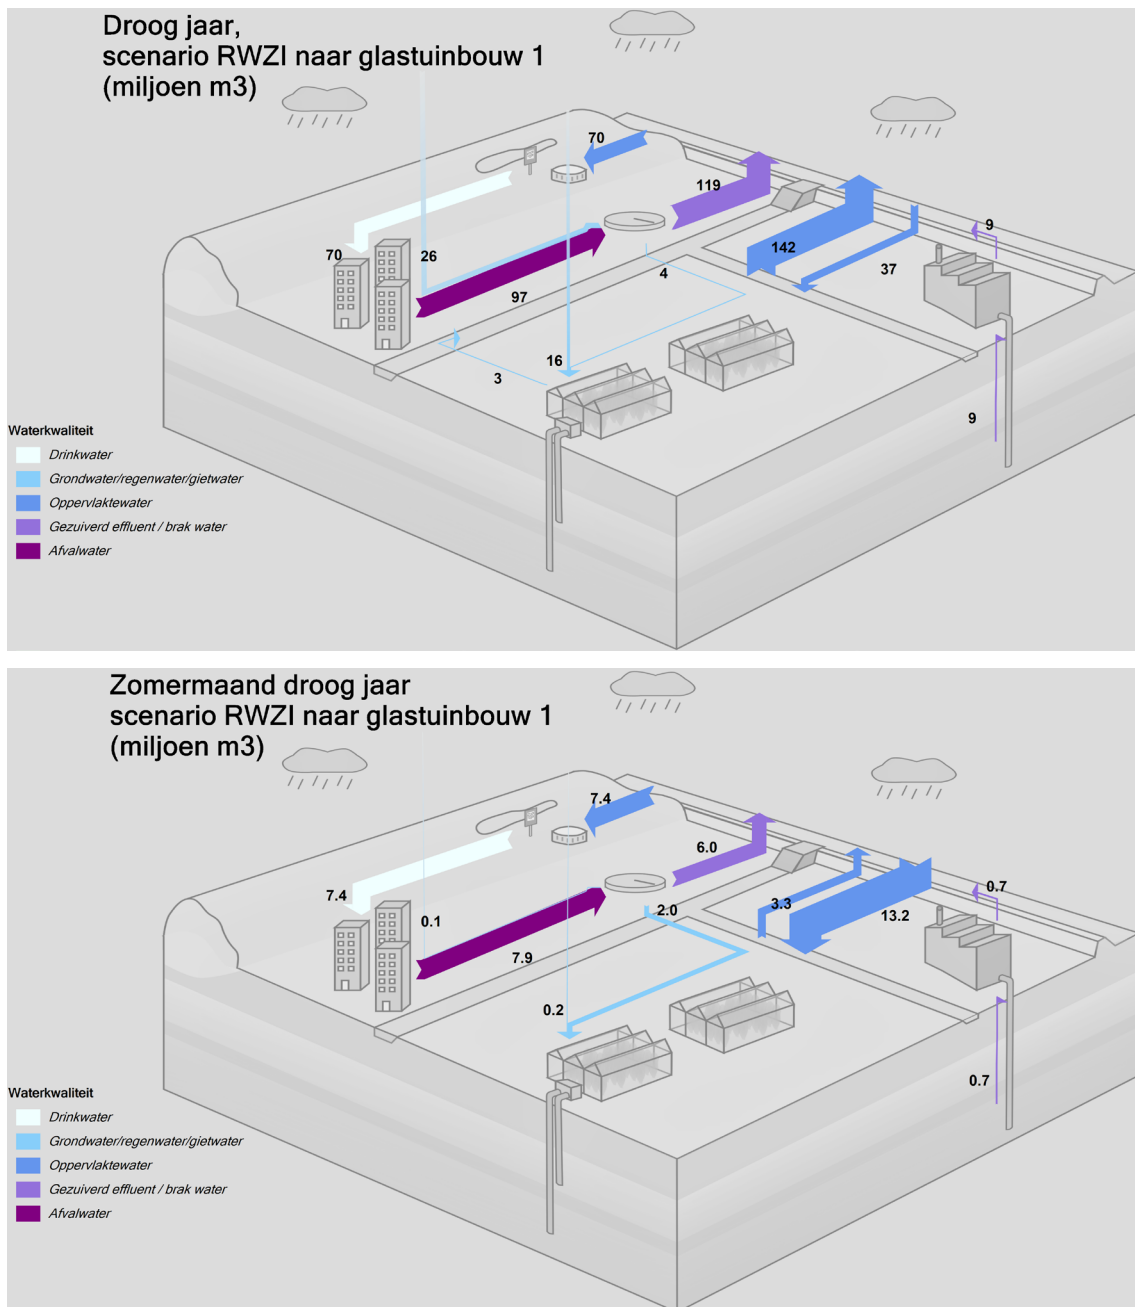 Droog jaar,
scenario RWZI naar glastuinbouw 1
(miljoen m3)
70
119
9
70
26
142
37
4
97
16
3
9
Waterkwaliteit
Drinkwater
Grondwater/regenwater/gietwater
Oppervlaktewater
Gezuiverd effluent / brak water
Afvalwater
Zomermaand droog jaar
scenario RWZI naar glastuinbouw 1
(miljoen m3)
7.4
6.0
0.7
7.4
0.1
2.0
3.3
13.2
7.9
0.2
0.7
Waterkwaliteit
Drinkwater
Grondwater/regenwater/gietwater
Oppervlaktewater
Gezuiverd effluent / brak water
Afvalwater